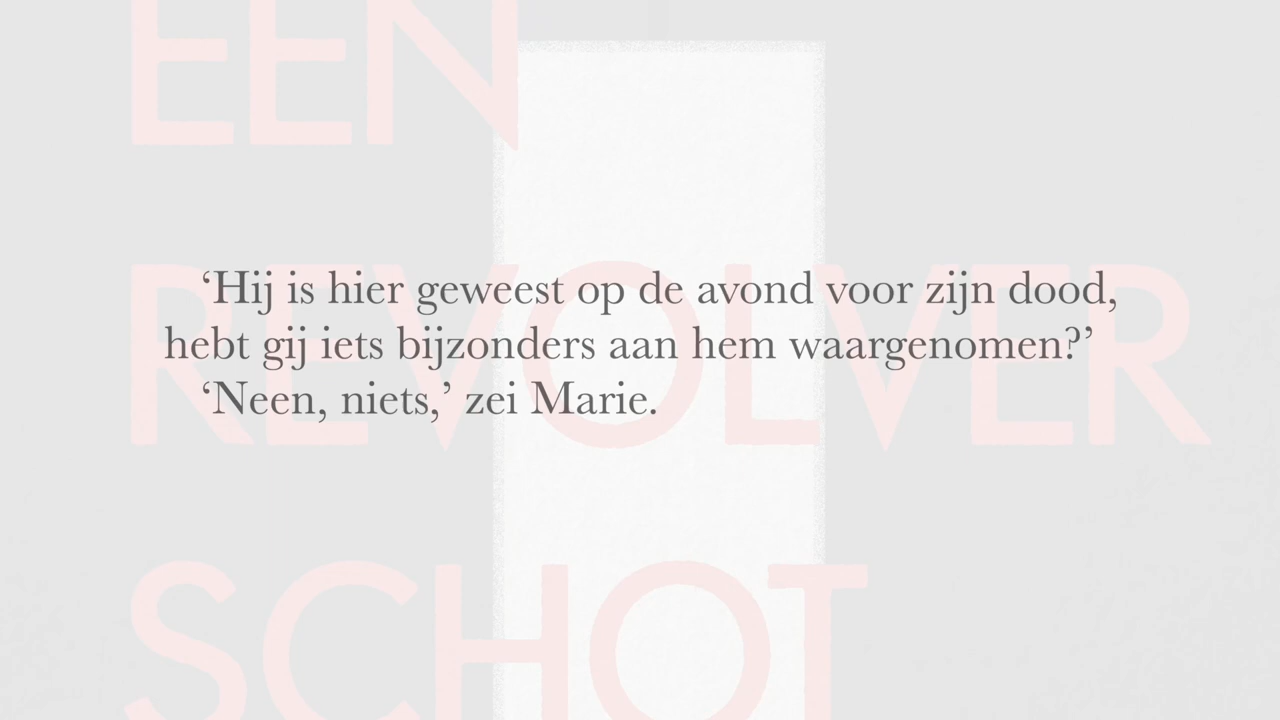 EEN
REVOLVER
SCHOT
‘Hij is hier geweest op de avond voor zijn dood,
hebt gij iets bijzonders aan hem waargenomen?’
‘Neen, niets,’ zei Marie.